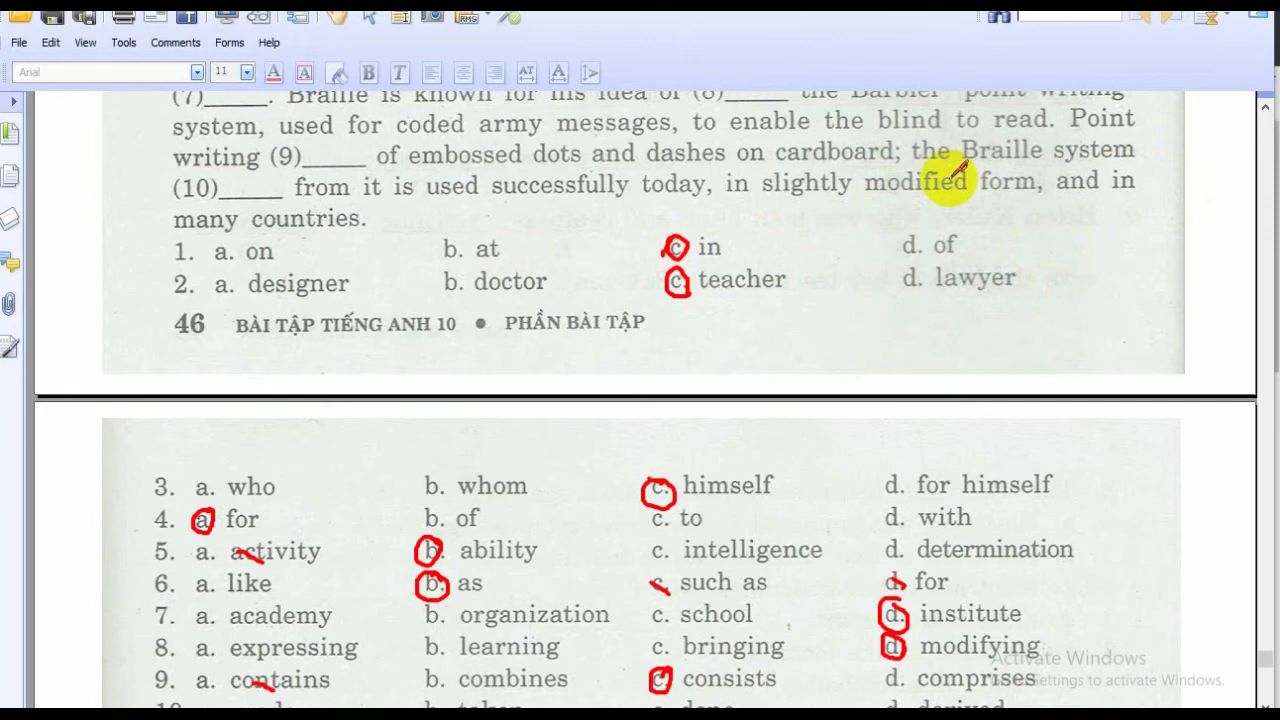 File Edit View Tools Comments Forms Help
Arial 11
(7)_____. Braille is known for his idea of (8)_____ the Barbier "point writing"
system, used for coded army messages, to enable the blind to read. Point
writing (9)_____ of embossed dots and dashes on cardboard; the Braille system
(10)_____ from it is used successfully today, in slightly modified form, and in
many countries.
1. a. on b. at c. in d. of
2. a. designer b. doctor c. teacher d. lawyer
46 BÀI TẬP TIẾNG ANH 10 • PHẦN BÀI TẬP
3. a. who b. whom c. himself d. for himself
4. a. for b. of c. to d. with
5. a. activity b. ability c. intelligence d. determination
6. a. like b. as c. such as d. for
7. a. academy b. organization c. school d. institute
8. a. expressing b. learning c. bringing d. modifying
Activate Windows
9. a. contains b. combines c. consists d. comprises
Settings to activate Windows.